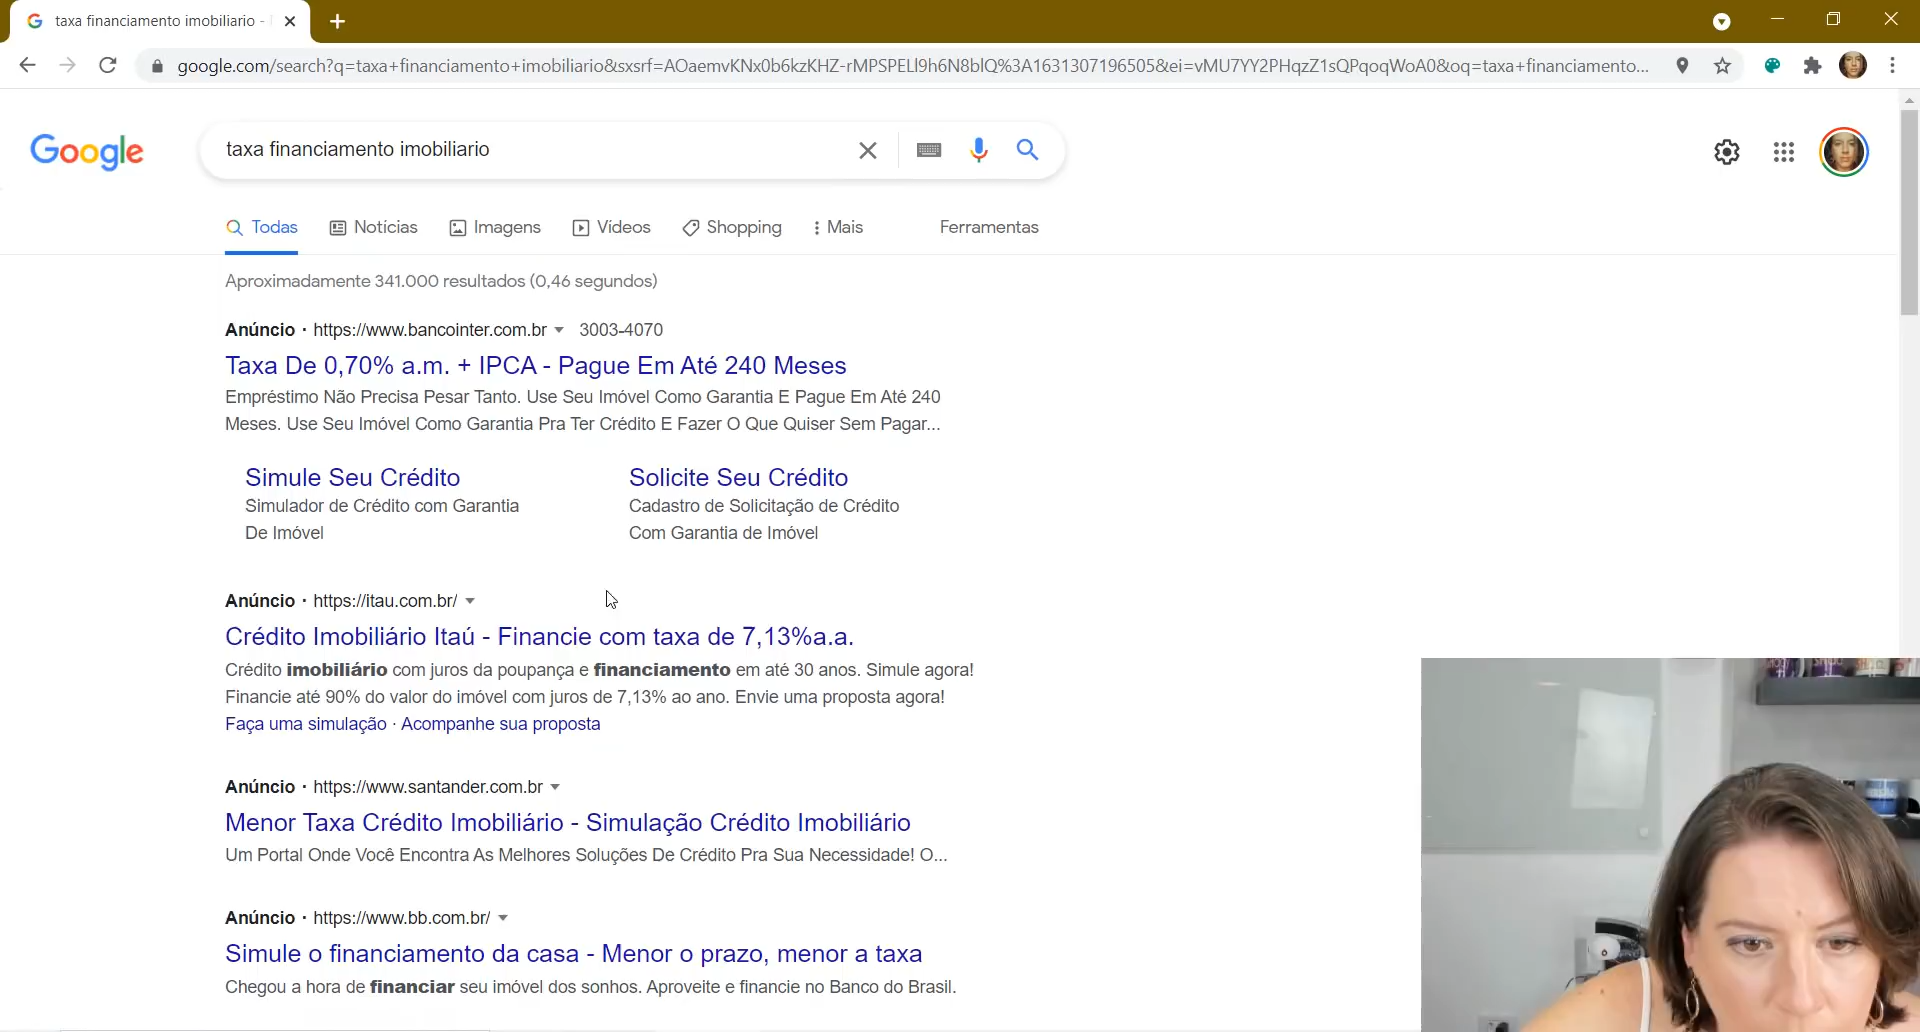 taxa financiamento imobiliario -
google.com/search?q=taxa+financiamento+imobiliario&sxsrf=AOaemvKNx0b6kzKHZ-rMPSPELl9h6N8blQ%3A1631307196505&ei=vMU7YY2PHqzZ1sQPqoqWoA0&oq=taxa+financiamento...
Google
taxa financiamento imobiliario
Todas Notícias Imagens Vídeos Shopping Mais Ferramentas
Aproximadamente 341.000 resultados (0,46 segundos)
Anúncio · https://www.bancointer.com.br 3003-4070
Taxa De 0,70% a.m. + IPCA - Pague Em Até 240 Meses
Empréstimo Não Precisa Pesar Tanto. Use Seu Imóvel Como Garantia E Pague Em Até 240
Meses. Use Seu Imóvel Como Garantia Pra Ter Crédito E Fazer O Que Quiser Sem Pagar...
Simule Seu Crédito
Simulador de Crédito com Garantia
De Imóvel
Solicite Seu Crédito
Cadastro de Solicitação de Crédito
Com Garantia de Imóvel
Anúncio · https://itau.com.br/
Crédito Imobiliário Itaú - Financie com taxa de 7,13%a.a.
Crédito imobiliário com juros da poupança e financiamento em até 30 anos. Simule agora!
Financie até 90% do valor do imóvel com juros de 7,13% ao ano. Envie uma proposta agora!
Faça uma simulação · Acompanhe sua proposta
Anúncio · https://www.santander.com.br
Menor Taxa Crédito Imobiliário - Simulação Crédito Imobiliário
Um Portal Onde Você Encontra As Melhores Soluções De Crédito Pra Sua Necessidade! O...
Anúncio · https://www.bb.com.br/
Simule o financiamento da casa - Menor o prazo, menor a taxa
Chegou a hora de financiar seu imóvel dos sonhos. Aproveite e financie no Banco do Brasil.